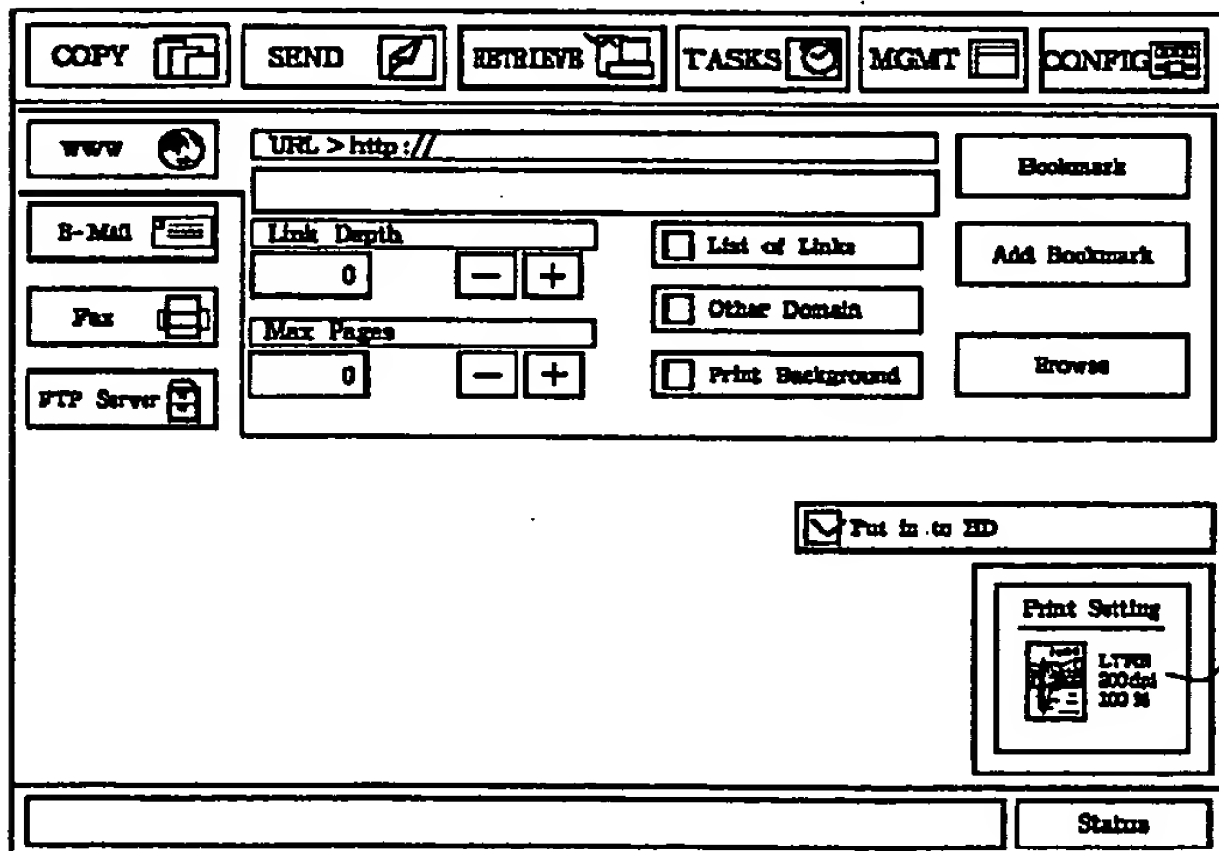 COPY
SEND
RETRIEVE
TASKS
MGMT
CONFIG
WWW
URL > http://
Bookmark
E-Mail
Link Depth
List of Links
Add Bookmark
0
- +
Fax
Other Domain
Max Pages
0
- +
Print Background
Browse
FTP Server
Put in to HD
Print Setting
LTRR
200dpi
100 %
Status